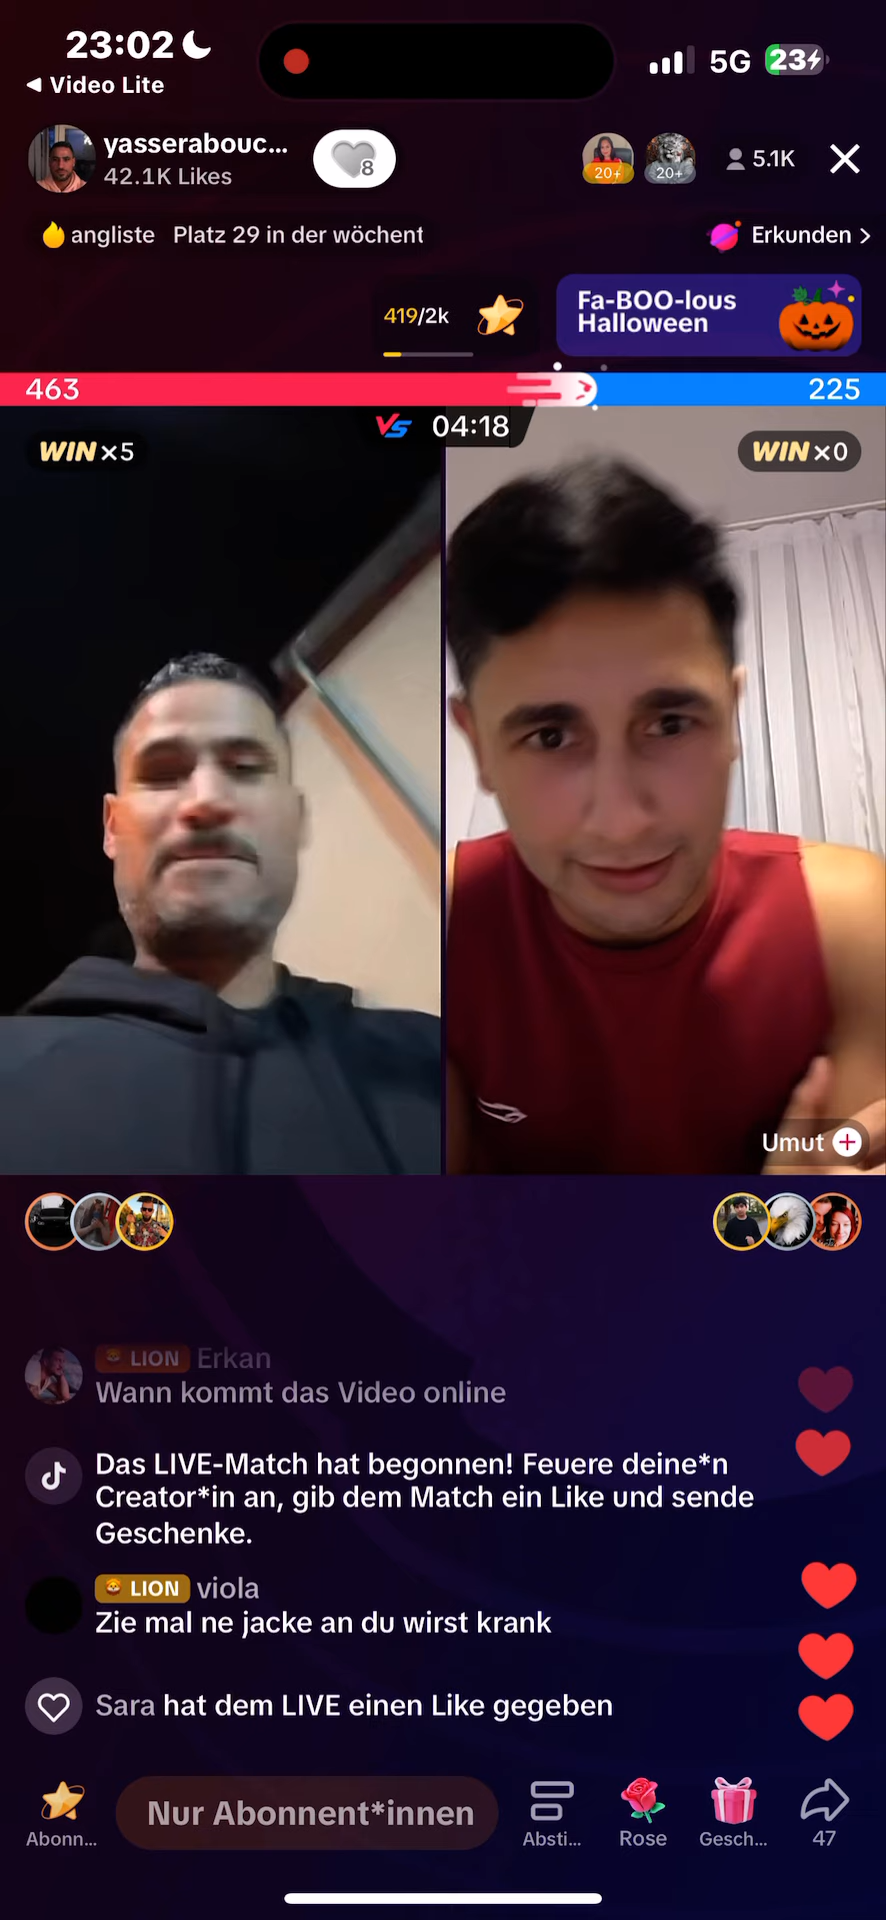 23:02
5G
23
Video Lite
yasserabouc...
42.1K Likes
8
20+
20+
5.1K
angliste
Platz 29 in der wöchent
Erkunden
419/2k
Fa-BOO-lous
Halloween
463
225
VS
04:18
WIN x5
WIN x0
Umut
LION Erkan
Wann kommt das Video online
Das LIVE-Match hat begonnen! Feuere deine*n
Creator*in an, gib dem Match ein Like und sende
Geschenke.
LION viola
Zie mal ne jacke an du wirst krank
Sara hat dem LIVE einen Like gegeben
Nur Abonnent*innen
Abonn...
Absti...
Rose
Gesch...
47